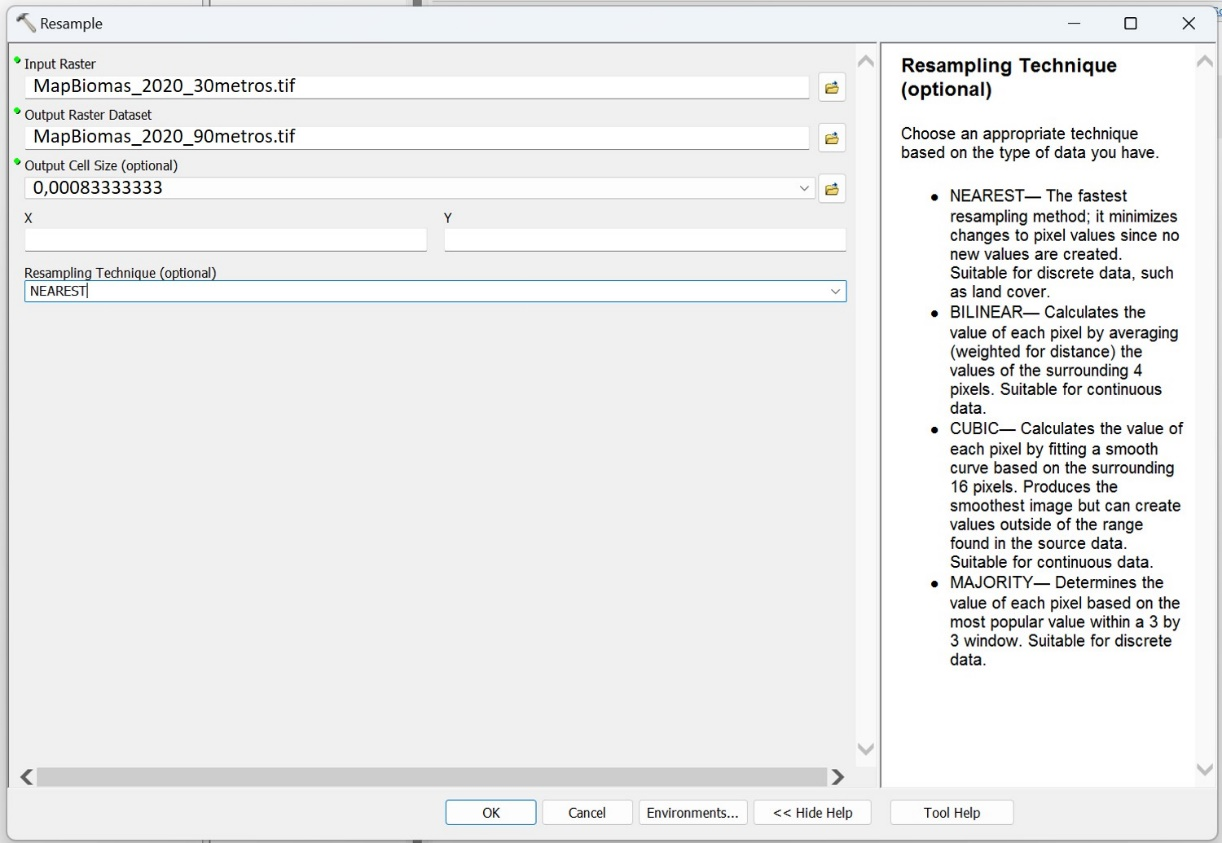 Resample
Input Raster
MapBiomas_2020_30metros.tif
Output Raster Dataset
MapBiomas_2020_90metros.tif
Output Cell Size (optional)
0,00083333333
X Y
Resampling Technique (optional)
NEAREST
OK Cancel Environments... << Hide Help Tool Help
Resampling Technique
(optional)
Choose an appropriate technique
based on the type of data you have.
● NEAREST— The fastest
resampling method; it minimizes
changes to pixel values since no
new values are created.
Suitable for discrete data, such
as land cover.
● BILINEAR— Calculates the
value of each pixel by averaging
(weighted for distance) the
values of the surrounding 4
pixels. Suitable for continuous
data.
● CUBIC— Calculates the value of
each pixel by fitting a smooth
curve based on the surrounding
16 pixels. Produces the
smoothest image but can create
values outside of the range
found in the source data.
Suitable for continuous data.
● MAJORITY— Determines the
value of each pixel based on the
most popular value within a 3 by
3 window. Suitable for discrete
data.